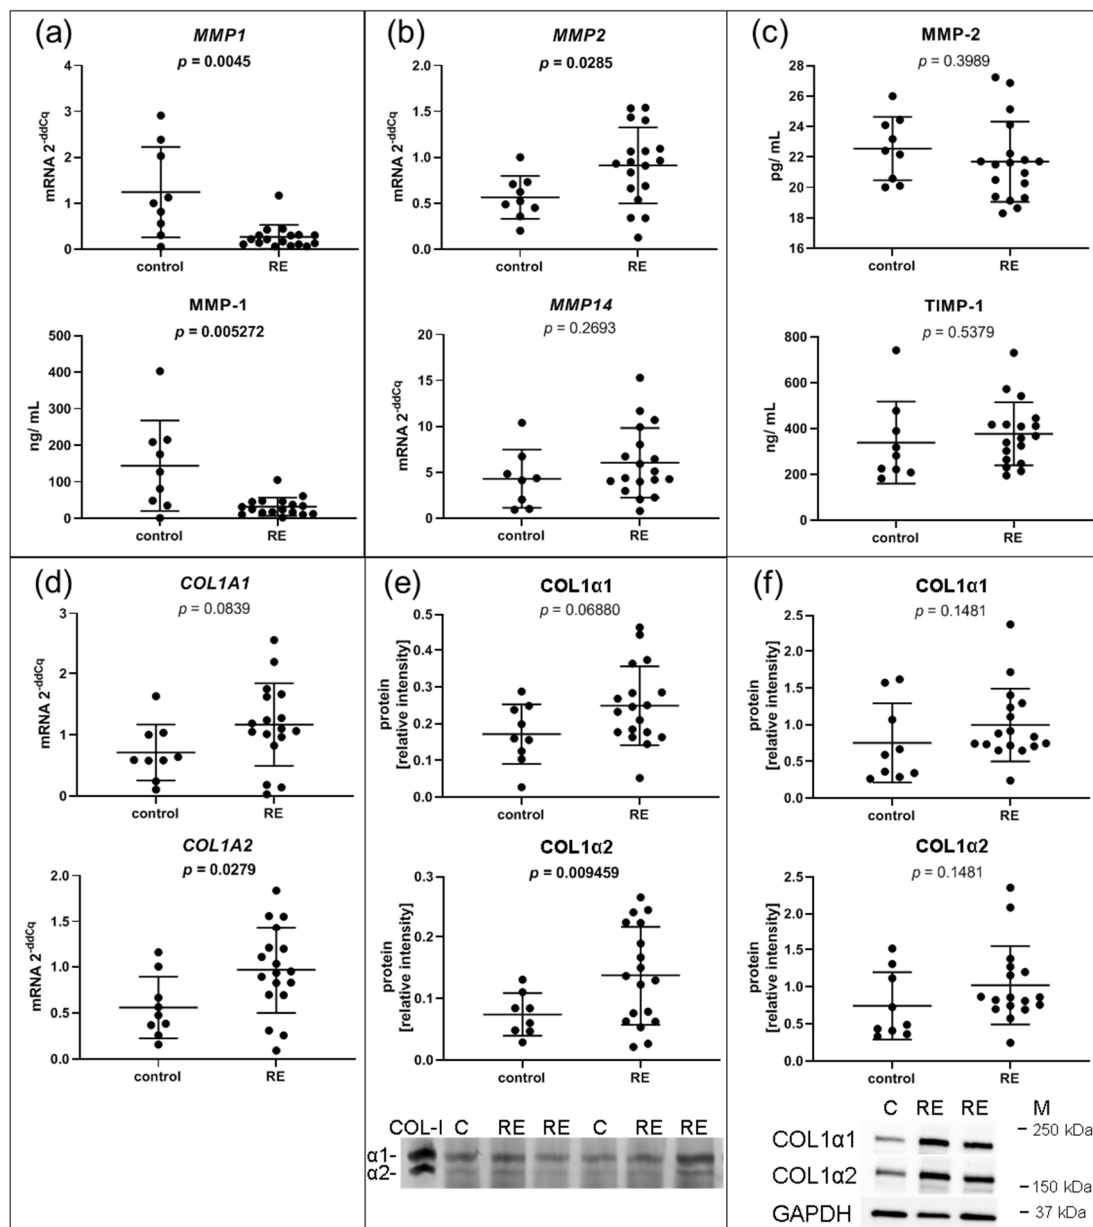 (a)
MMP1
p = 0.0045
mRNA 2^-ddCq
4
3
2
1
0
control RE
MMP-1
p = 0.005272
ng/ mL
500
400
300
200
100
0
control RE
(b)
MMP2
p = 0.0285
mRNA 2^-ddCq
1.5
1.0
0.5
0.0
control RE
MMP14
p = 0.2693
mRNA 2^-ddCq
20
15
10
5
0
control RE
(c)
MMP-2
p = 0.3989
pg/ mL
28
26
24
22
20
18
16
control RE
TIMP-1
p = 0.5379
ng/ mL
800
600
400
200
0
control RE
(d)
COL1A1
p = 0.0839
mRNA 2^-ddCq
3
2
1
0
control RE
COL1A2
p = 0.0279
mRNA 2^-ddCq
2.0
1.5
1.0
0.5
0.0
control RE
(e)
COL1α1
p = 0.06880
protein
[relative intensity]
0.5
0.4
0.3
0.2
0.1
0.0
control RE
COL1α2
p = 0.009459
protein
[relative intensity]
0.3
0.2
0.1
0.0
control RE
COL-I C RE RE C RE RE
α1-
α2-
(f)
COL1α1
p = 0.1481
protein
[relative intensity]
2.5
2.0
1.5
1.0
0.5
0.0
control RE
COL1α2
p = 0.1481
protein
[relative intensity]
2.5
2.0
1.5
1.0
0.5
0.0
control RE
C RE RE M
COL1α1 – 250 kDa
COL1α2 – 150 kDa
GAPDH – 37 kDa